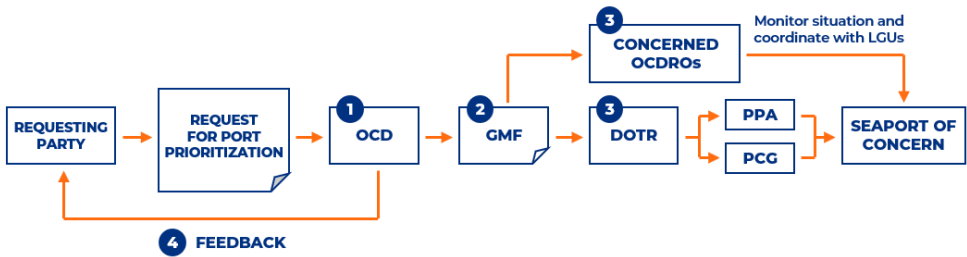 3
CONCERNED
OCDROs
Monitor situation and
coordinate with LGUs
REQUESTING
PARTY
REQUEST
FOR PORT
PRIORITIZATION
1
OCD
2
GMF
3
DOTR
PPA
PCG
SEAPORT OF
CONCERN
4 FEEDBACK